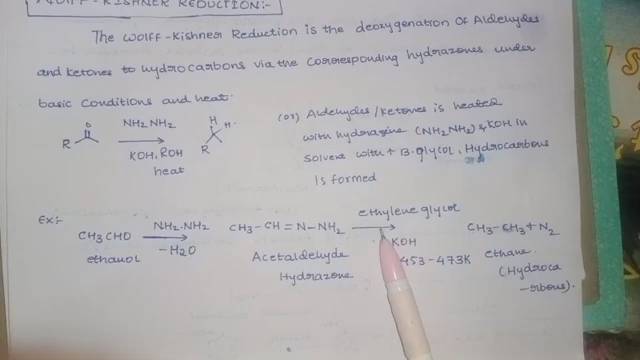 WOLFF-KISHNER REDUCTION:-
The Wolff-Kishner Reduction is the deoxygenation of Aldehydes
and Ketones to hydrocarbons via the corresponding hydrazones under
basic conditions and heat.
R O NH2NH2 KOH, ROH heat R H H
(or) Aldehydes/Ketones is heated
with hydrazine (NH2NH2) & KOH in
solvent with
glycol, Hydrocarbons
is formed
Ex:-
CH3CHO NH2.NH2 -H2O CH3-CH=N-NH2 ethylene glycol KOH 453-473K CH3-CH3+N2
ethanol
Acetaldehyde
Hydrazone
ethane.
(Hydroca
-rbons).